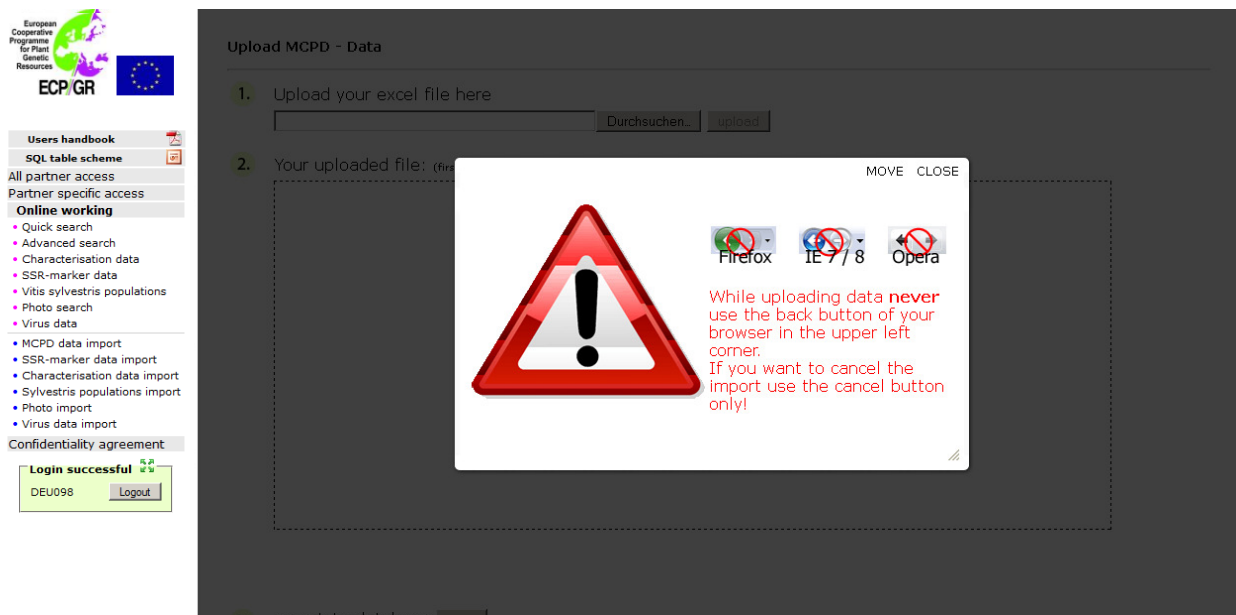 European
Cooperative
Programme
for Plant
Genetic
Resources
ECP/GR
Users handbook
SQL table scheme
All partner access
Partner specific access
Online working
Quick search
Advanced search
Characterisation data
SSR-marker data
Vitis sylvestris populations
Photo search
Virus data
MCPD data import
SSR-marker data import
Characterisation data import
Sylvestris populations import
Photo import
Virus data import
Confidentiality agreement
Login successful
DEU098 Logout
Upload MCPD - Data
1. Upload your excel file here
Durchsuchen... upload
2. Your uploaded file: (firs
MOVE CLOSE
Firefox IE 7 / 8 Opera
While uploading data never
use the back button of your
browser in the upper left
corner.
If you want to cancel the
import use the cancel button
only!